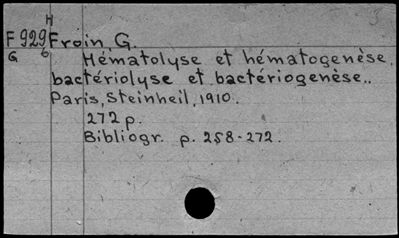 H
F929 Froin, G.
G 6 Hématolyse et hématogenèse,
bactériolyse et bactériogenèse..
Paris, Steinheil, 1910.
272 p.
Bibliogr. p. 258-272.